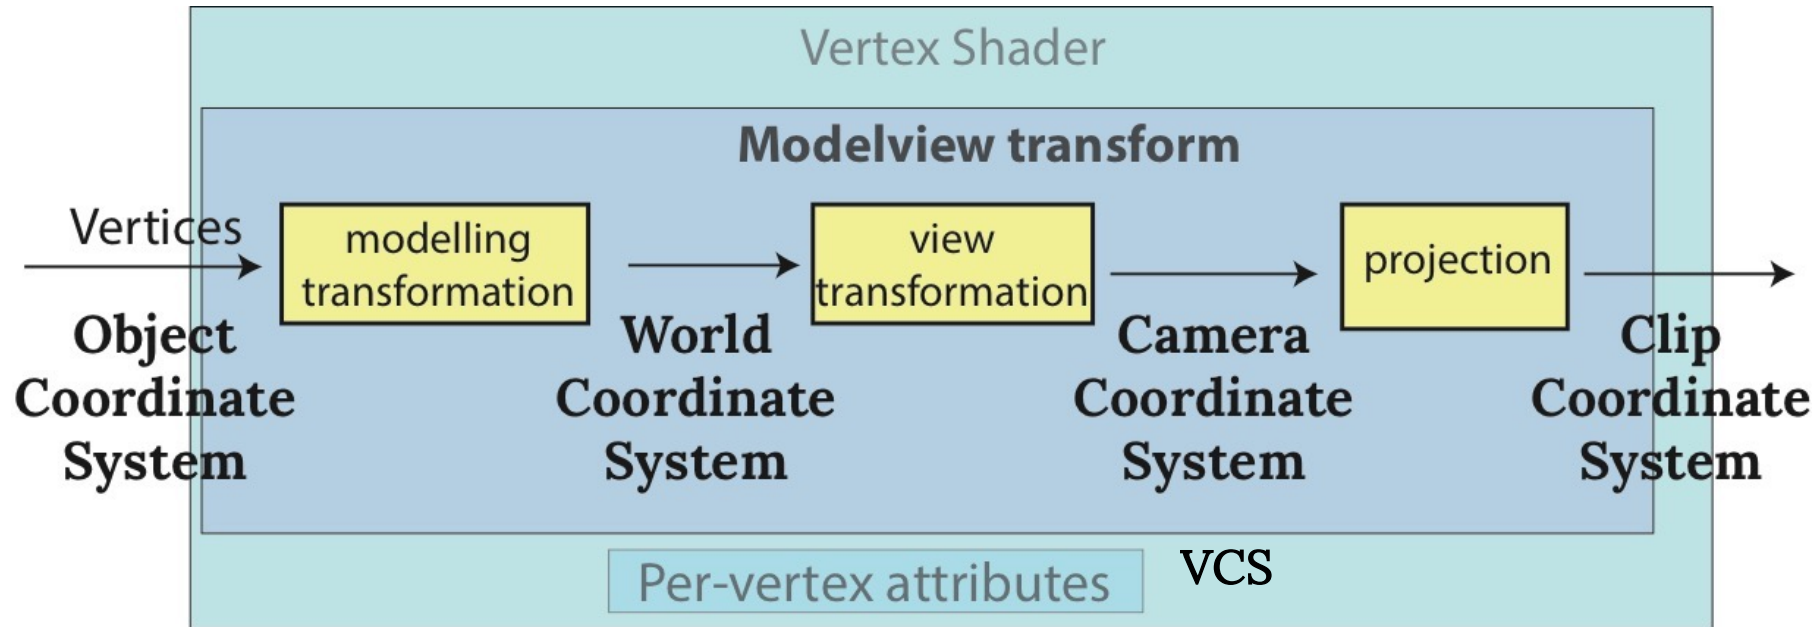 Vertex Shader
Modelview transform
Vertices
modelling
transformation
view
transformation
projection
Object
Coordinate
System
World
Coordinate
System
Camera
Coordinate
System
Clip
Coordinate
System
Per-vertex attributes
VCS